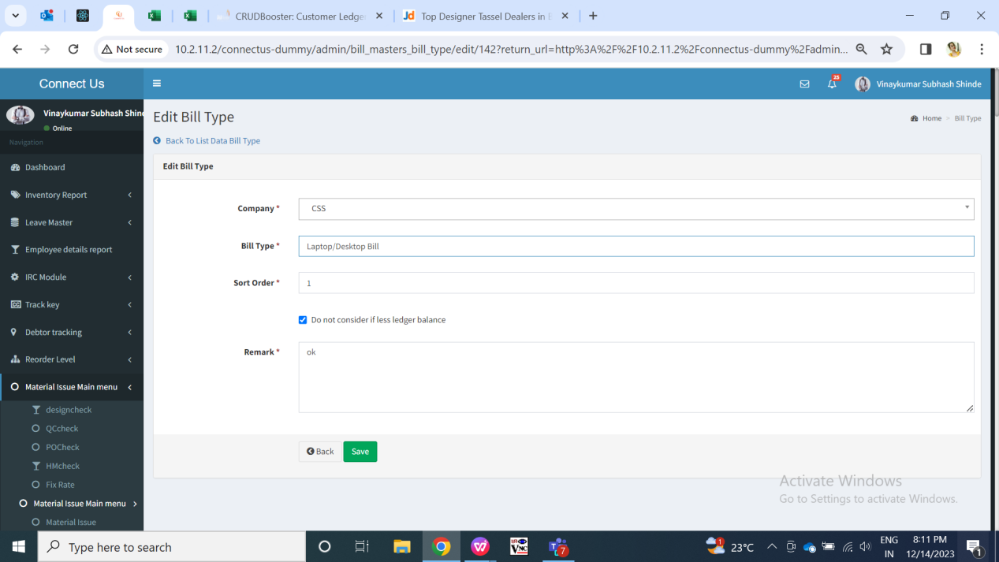 CRUDBooster: Customer Ledge
Top Designer Tassel Dealers in
Not secure
10.2.11.2/connectus-dummy/admin/bill_masters_bill_type/edit/142?return_url=http%3A%2F%2F10.2.11.2%2Fconnectus-dummy%2Fadmin...
Connect Us
25
Vinaykumar Subhash Shinde
Vinaykumar Subhash Shind
Online
Navigation
Dashboard
Inventory Report
Leave Master
Employee details report
IRC Module
Track key
Debtor tracking
Reorder Level
Material Issue Main menu
designcheck
QCcheck
POCheck
HMcheck
Fix Rate
Material Issue Main menu
Material Issue
Edit Bill Type
Home > Bill Type
Back To List Data Bill Type
Edit Bill Type
Company * CSS
Bill Type * Laptop/Desktop Bill
Sort Order * 1
Do not consider if less ledger balance
Remark * ok
Back Save
Activate Windows
Go to Settings to activate Windows.
Type here to search
23°C
ENG
IN
8:11 PM
12/14/2023